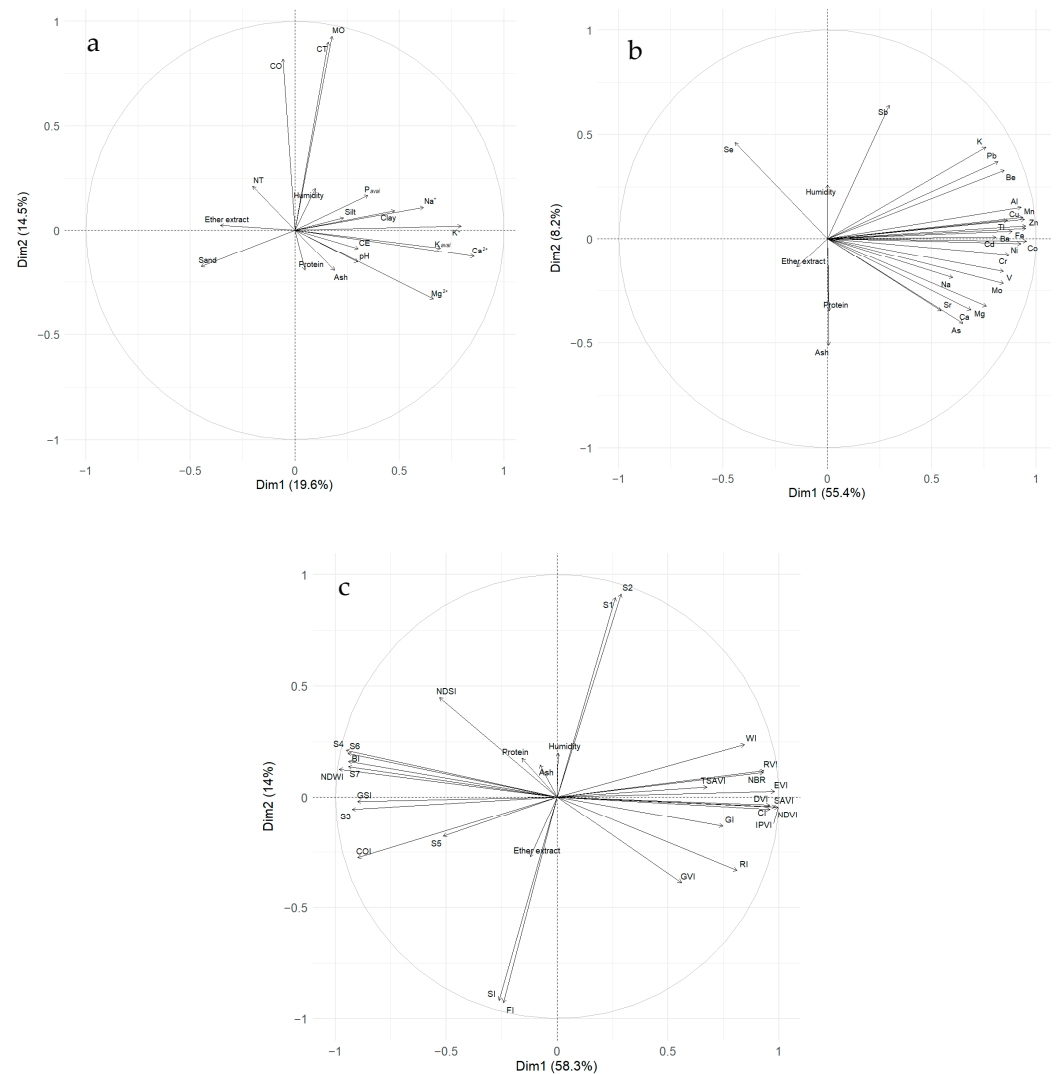 a
1
0.5
0
−0.5
−1
Dim2 (14.5%)
MO
CT
CO
NT
Humidity
P aval
Na+
Silt
Clay
Ether extract
K+
CE
K aval
Ca2+
pH
Sand
Protein
Ash
Mg2+
−1
−0.5
0
0.5
1
Dim1 (19.6%)
b
1
0.5
0
−0.5
−1
Dim2 (8.2%)
Sb
Se
K
Pb
Be
Humidity
Al
Mn
Cu
Zn
Ti
Ba
Fe
Cd
Co
Ni
Ether extract
Cr
V
Na
Mo
Protein
Sr
Mg
Ca
As
Ash
−1
−0.5
0
0.5
1
Dim1 (55.4%)
c
1
0.5
0
−0.5
−1
Dim2 (14%)
S2
S1
NDSI
S4
S6
BI
S7
NDWI
GSI
S3
COI
S5
Protein
Humidity
Ash
Ether extract
WI
RVI
NBR
TSAVI
EVI
DVI
SAVI
CI
NDVI
IPVI
GI
RI
GVI
SI
FI
−1
−0.5
0
0.5
1
Dim1 (58.3%)